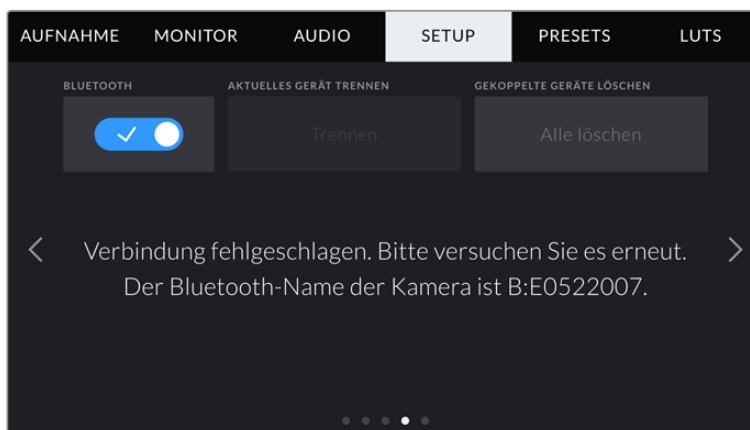 AUFNAHME MONITOR AUDIO SETUP PRESETS LUTS
BLUETOOTH AKTUELLES GERÄT TRENNEN GEKOPPELTE GERÄTE LÖSCHEN
Trennen Alle löschen
Verbindung fehlgeschlagen. Bitte versuchen Sie es erneut.
Der Bluetooth-Name der Kamera ist B:E0522007.